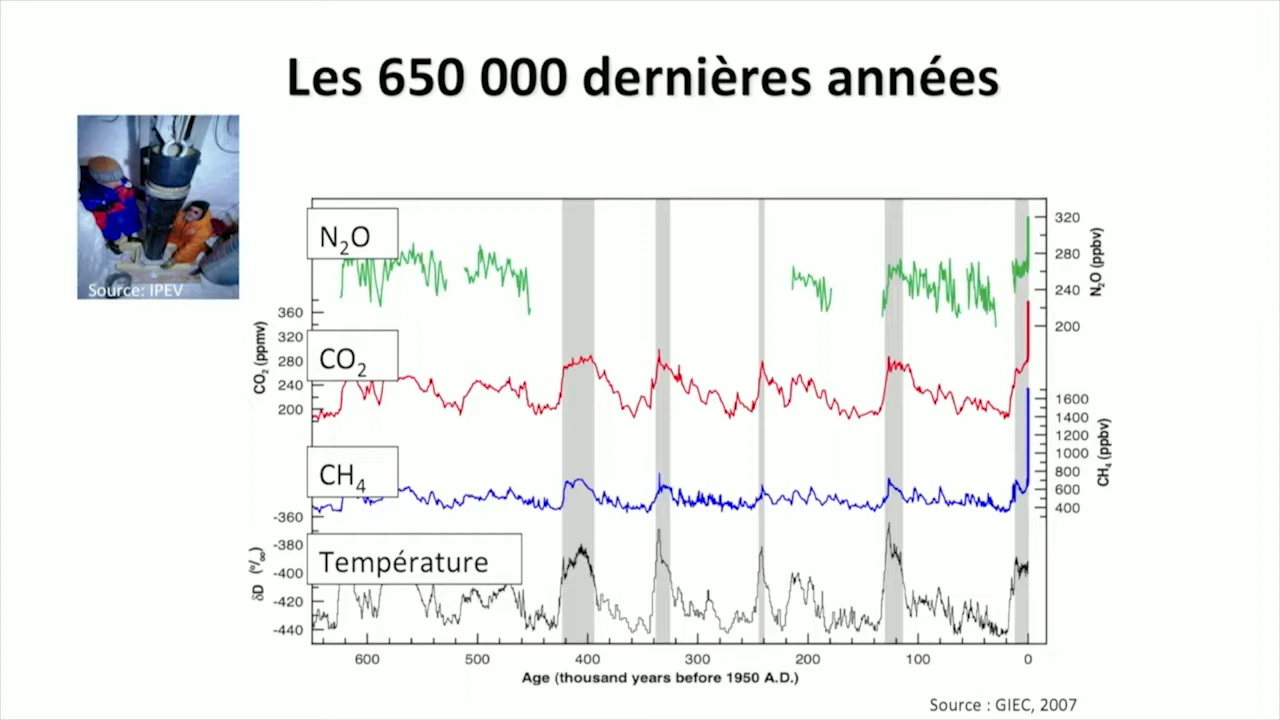 Les 650 000 dernières années
Source: IPEV
N2O
CO2
CH4
Température
360
320
280
240
200
CO2 (ppmv)
320
280
240
200
N2O (ppbv)
1600
1400
1200
1000
800
600
400
CH4 (ppbv)
-360
-380
-400
-420
-440
δD (o/oo)
600 500 400 300 200 100 0
Age (thousand years before 1950 A.D.)
Source : GIEC, 2007